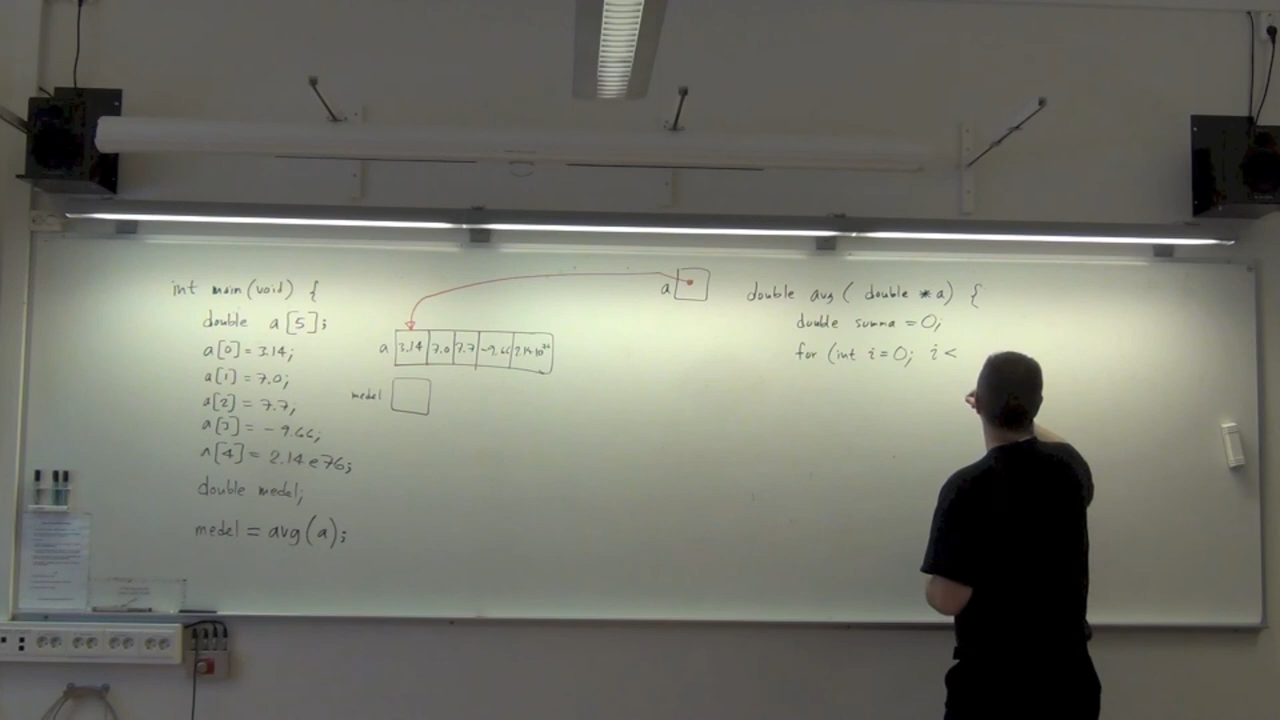 int main (void) {
double a[5];
a[0] = 3.14;
a[1] = 7.0;
a[2] = 7.7;
a[3] = -9.66;
a[4] = 2.14e76;
double medel;
medel = avg(a);
a
a 3.14 7.0 7.7 -9.66
medel
double avg ( double *a) {
double summa = 0;
for (int i = 0; i <